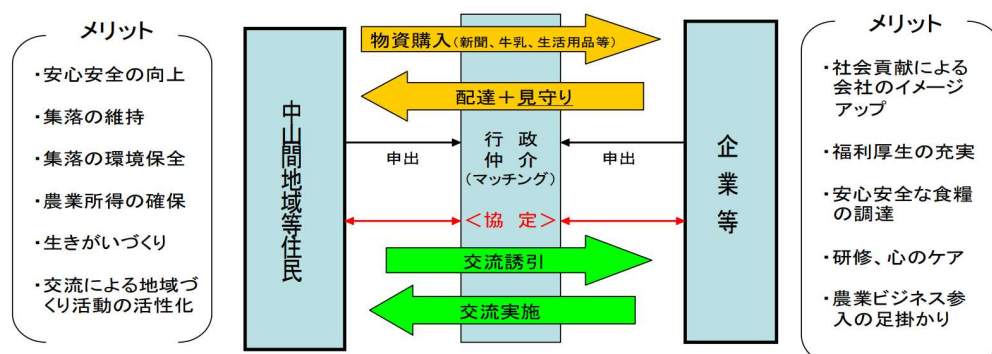 メリット
・安心安全の向上
・集落の維持
・集落の環境保全
・農業所得の確保
・生きがいづくり
・交流による地域づ
くり活動の活性化
中山間地域等住民
物資購入(新聞、牛乳、生活用品等)
配達＋見守り
行 政
仲 介
(マッチング)
申出
申出
＜協 定＞
交流誘引
交流実施
企業等
メリット
・社会貢献による
会社のイメージ
アップ
・福利厚生の充実
・安心安全な食糧
の調達
・研修、心のケア
・農業ビジネス参
入の足掛かり